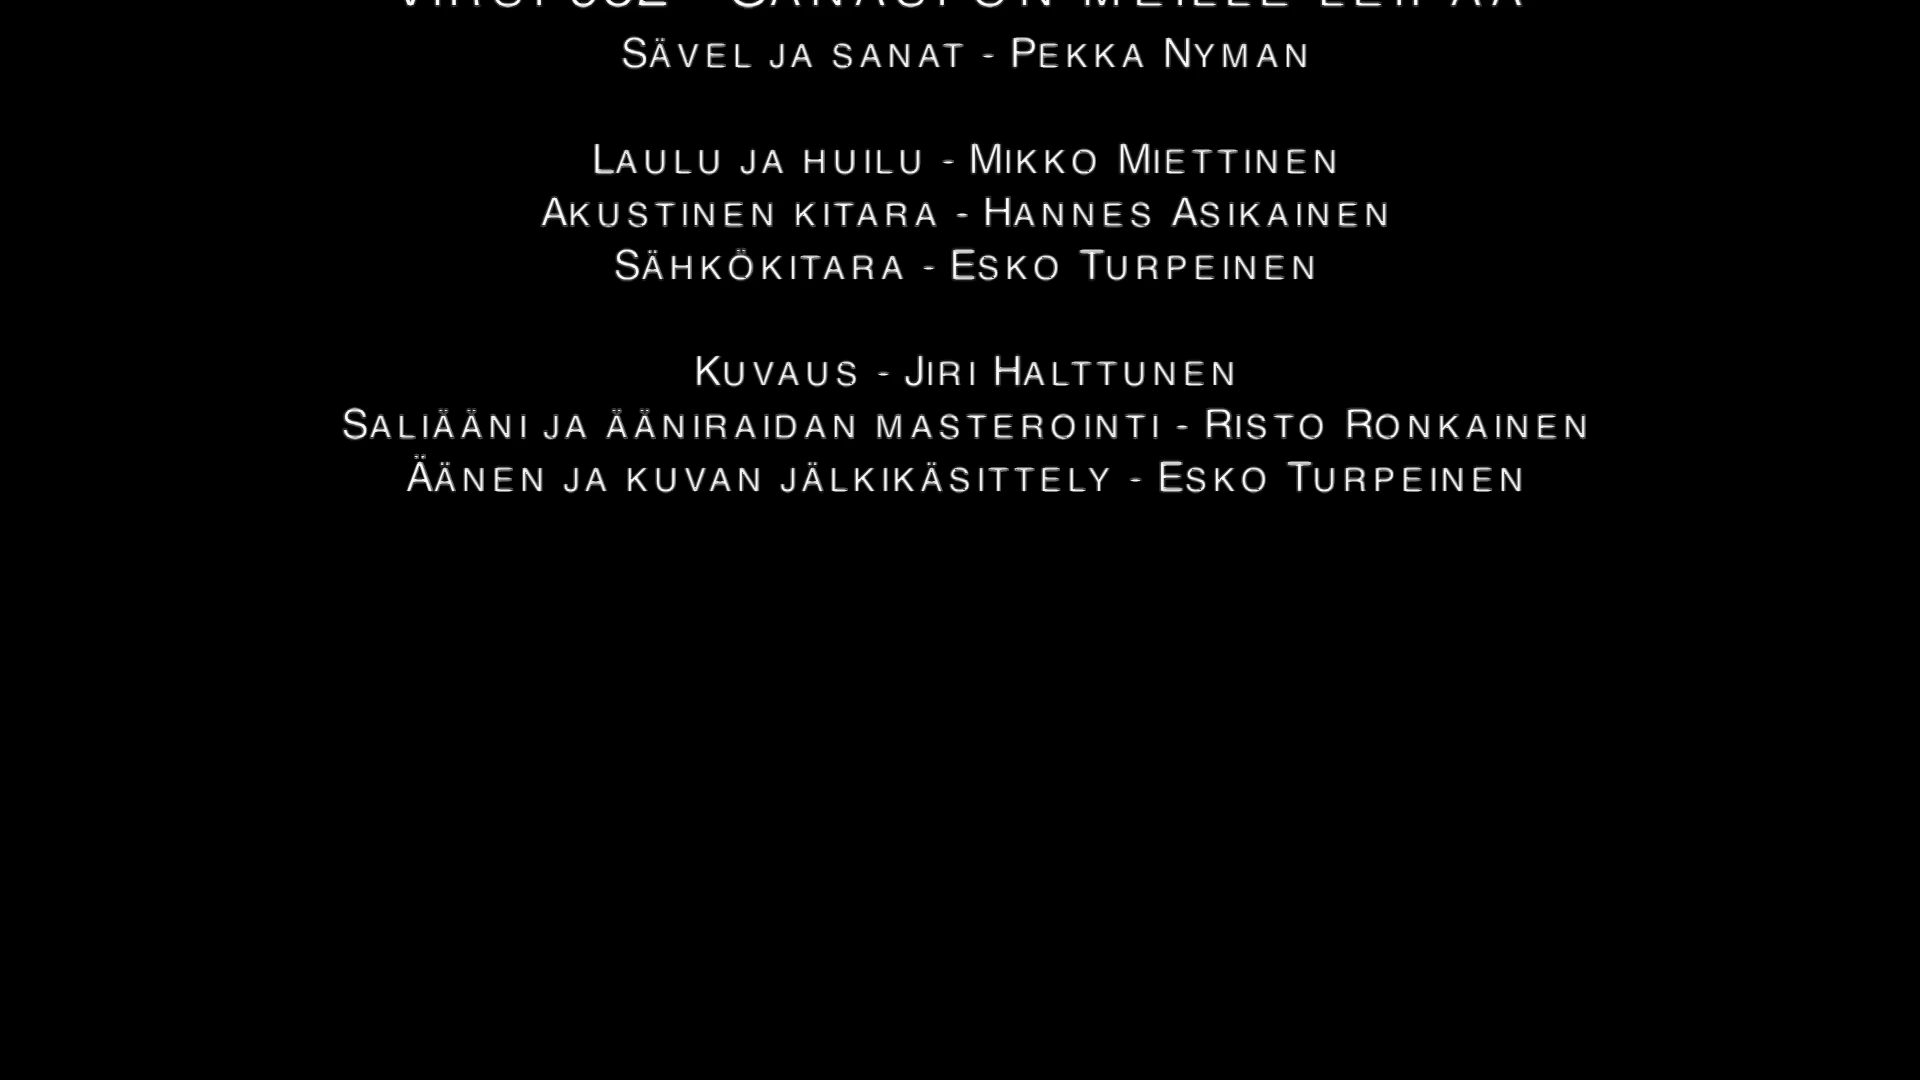 Sävel ja sanat - Pekka Nyman
Laulu ja huilu - Mikko Miettinen
Akustinen kitara - Hannes Asikainen
Sähkökitara - Esko Turpeinen
Kuvaus - Jiri Halttunen
Saliääni ja ääniraidan masterointi - Risto Ronkainen
Äänen ja kuvan jälkikäsittely - Esko Turpeinen